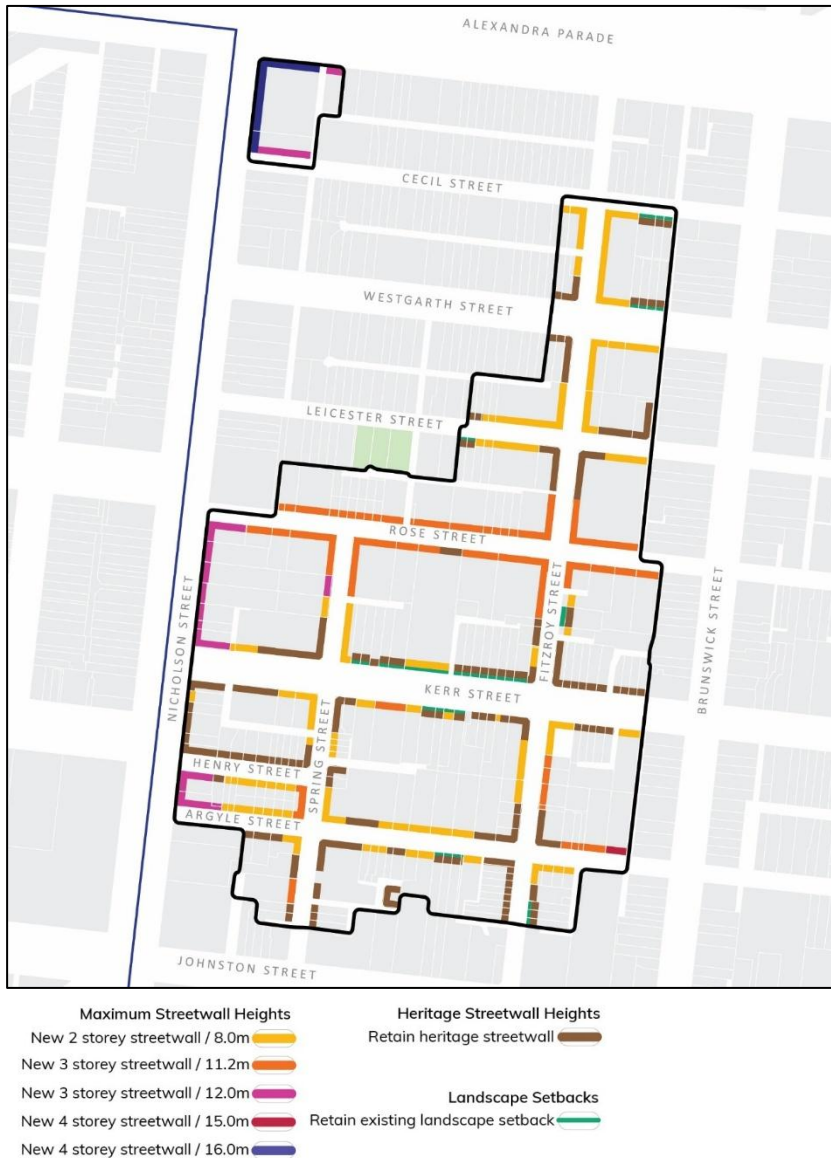 ALEXANDRA PARADE
CECIL STREET
WESTGARTH STREET
LEICESTER STREET
ROSE STREET
FITZROY STREET
BRUNSWICK STREET
NICHOLSON STREET
KERR STREET
SPRING STREET
HENRY STREET
ARGYLE STREET
JOHNSTON STREET
Maximum Streetwall Heights
New 2 storey streetwall / 8.0m
New 3 storey streetwall / 11.2m
New 3 storey streetwall / 12.0m
New 4 storey streetwall / 15.0m
New 4 storey streetwall / 16.0m
Heritage Streetwall Heights
Retain heritage streetwall
Landscape Setbacks
Retain existing landscape setback